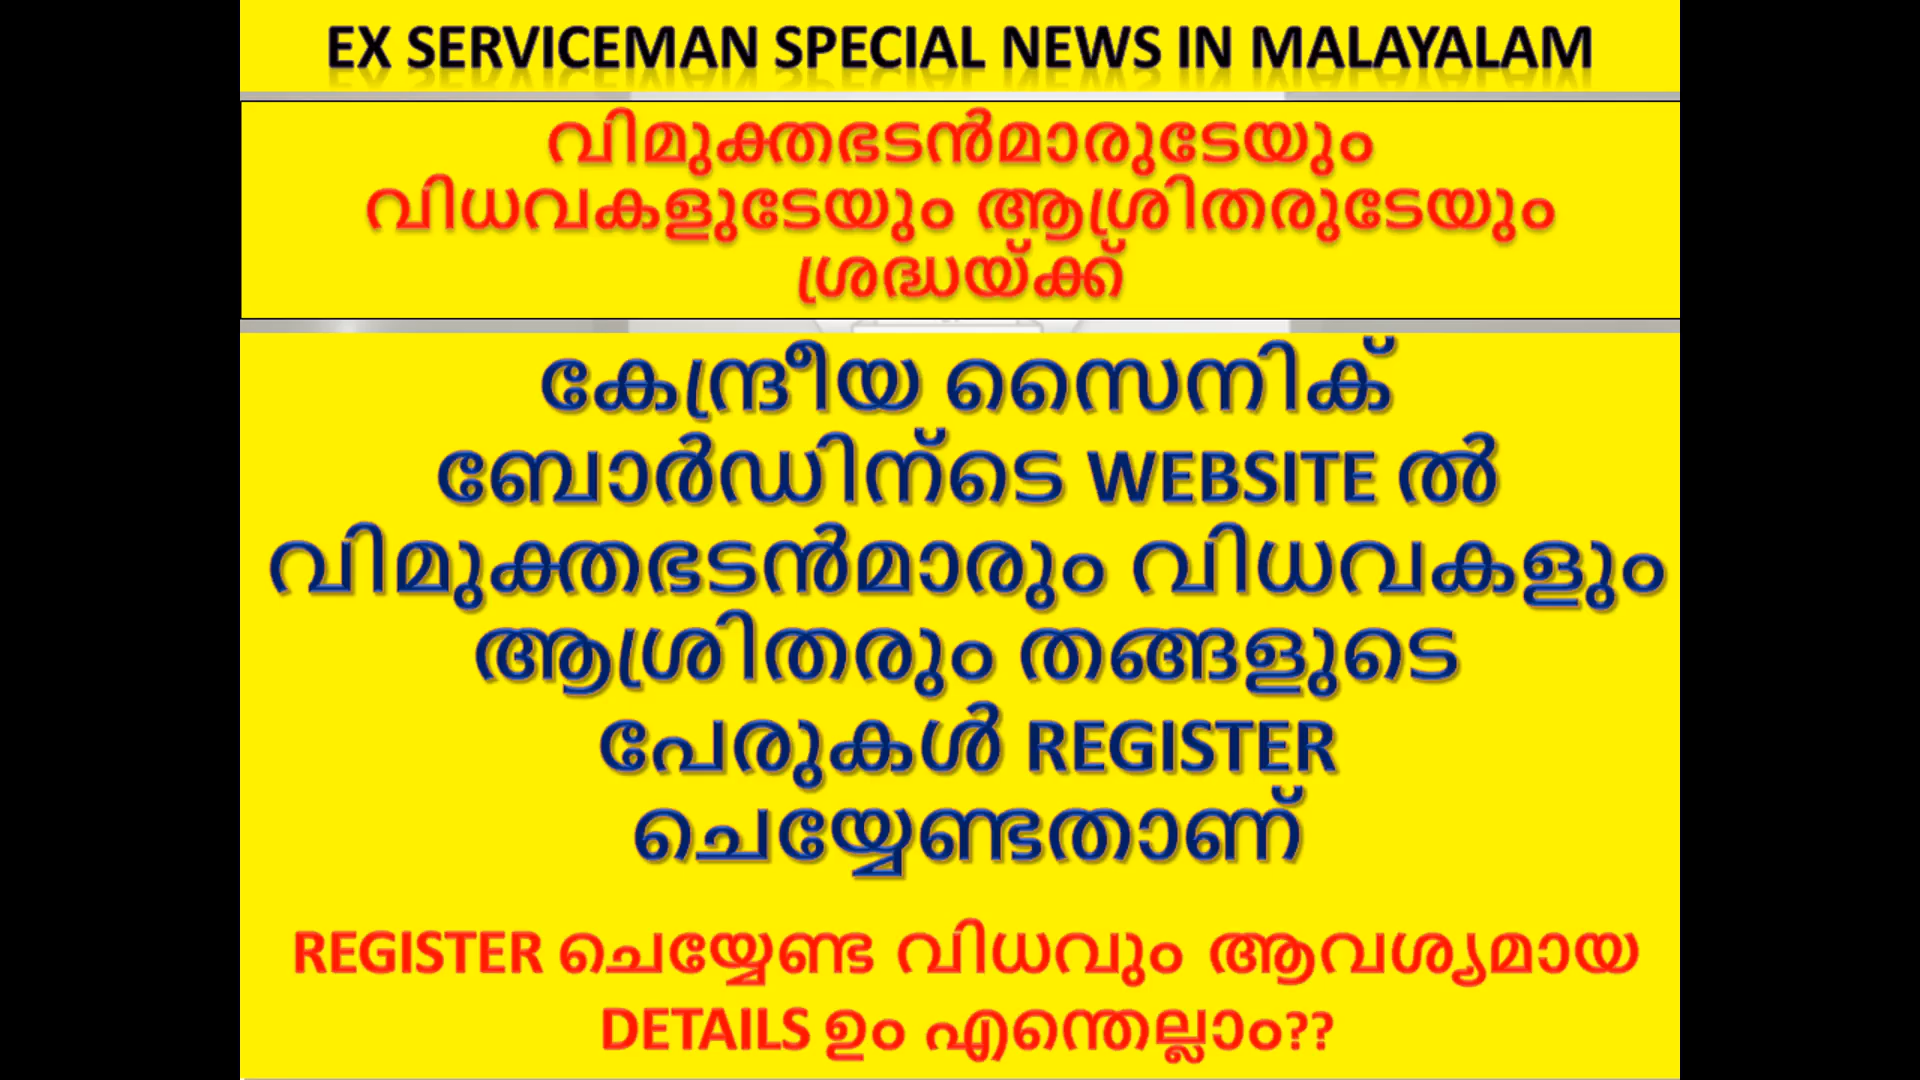 EX SERVICEMAN SPECIAL NEWS IN MALAYALAM
വിമുക്തഭടൻമാരുടേയും
വിധവകളുടേയും ആശ്രിതരുടേയും
ശ്രദ്ധയ്ക്ക്
കേന്ദ്രീയ സൈനിക്
ബോർഡിന്ടെ WEBSITE ൽ
വിമുക്തഭടൻമാരും വിധവകളും
ആശ്രിതരും തങ്ങളുടെ
പേരുകൾ REGISTER
ചെയ്യേണ്ടതാണ്
REGISTER ചെയ്യേണ്ട വിധവും ആവശ്യമായ
DETAILS ഉം എന്തെല്ലാം??